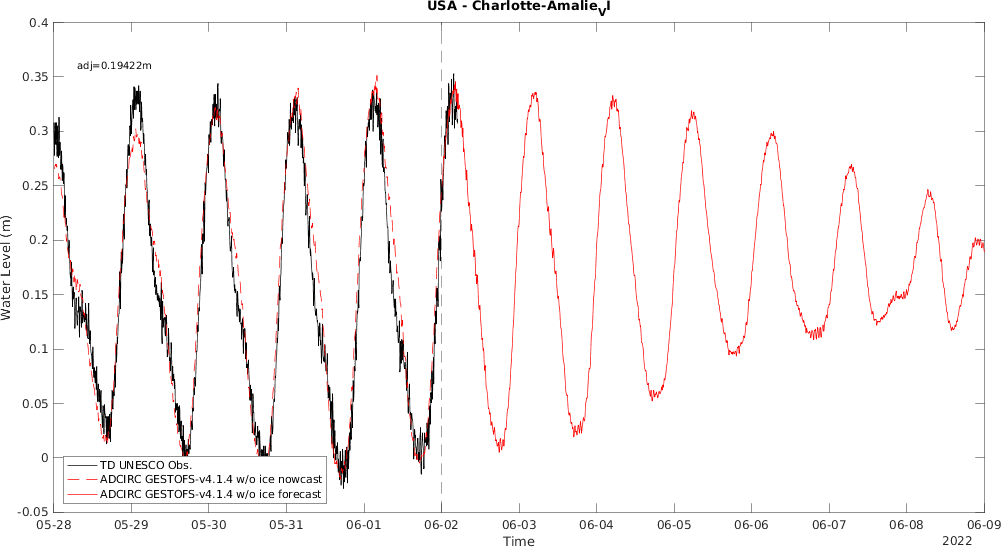 USA - Charlotte-Amalie_VI
0.4
adj=0.19422m
0.35
0.3
0.25
0.2
0.15
0.1
0.05
0
-0.05
Water Level (m)
TD UNESCO Obs.
ADCIRC GESTOFS-v4.1.4 w/o ice nowcast
ADCIRC GESTOFS-v4.1.4 w/o ice forecast
05-28 05-29 05-30 05-31 06-01 06-02 06-03 06-04 06-05 06-06 06-07 06-08 06-09
Time
2022